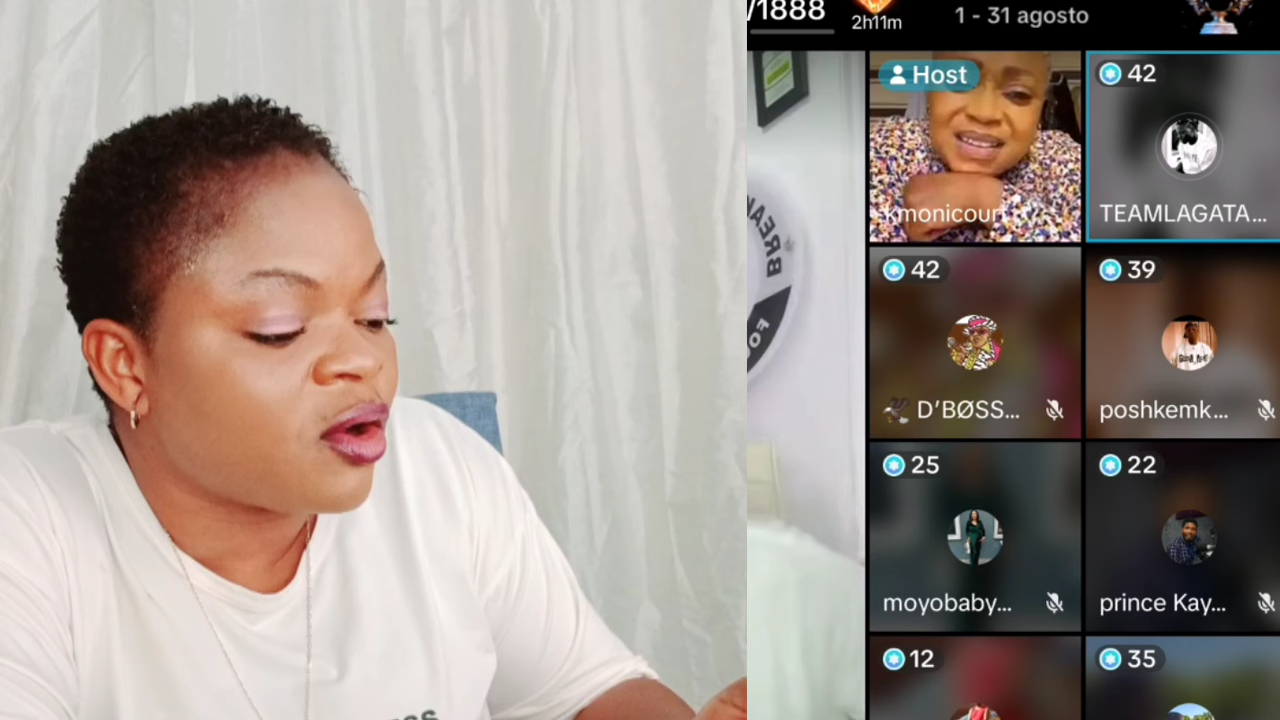 /1888
2h11m
1 - 31 agosto
Host
kmonicourt
42
TEAMLAGATA...
42
D'BØSS...
39
poshkemk...
25
moyobaby...
22
prince Kay...
12
35